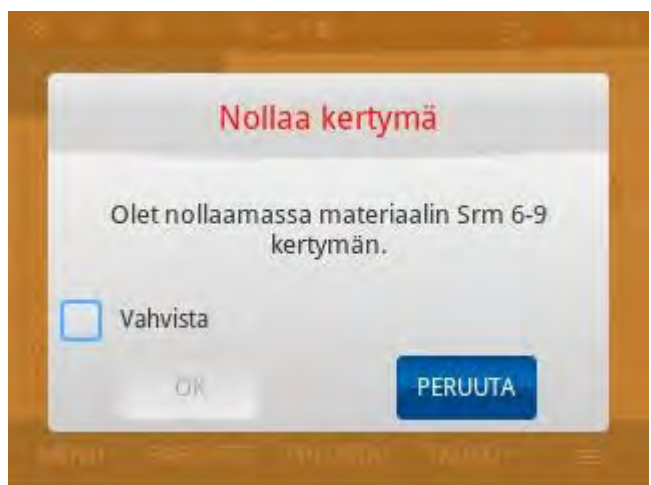 Nollaa kertymä
Olet nollaamassa materiaalin Srm 6-9
kertymän.
Vahvista
OK
PERUUTA